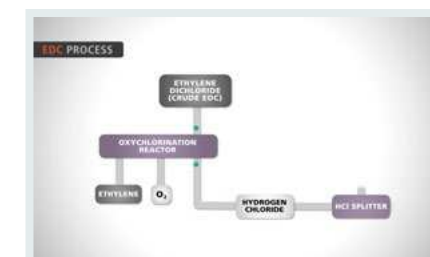 EDC PROCESS
ETHYLENE
DICHLORIDE
(CRUDE EDC)
OXYCHLORINATION
REACTOR
ETHYLENE
O₂
HYDROGEN
CHLORIDE
HCl SPLITTER